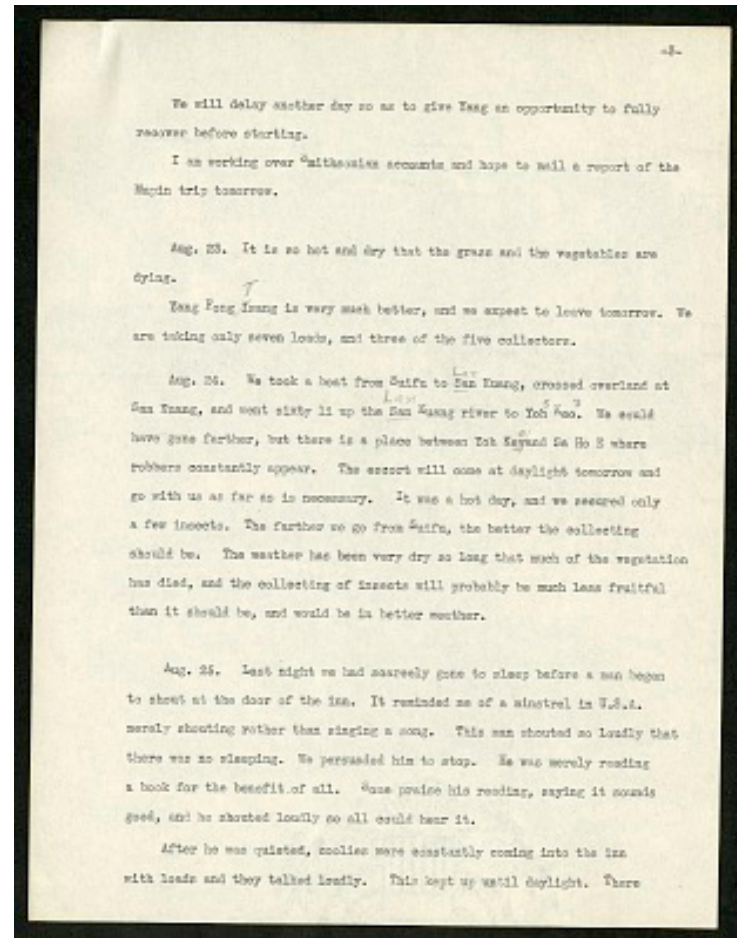 -3-
We will delay another day so as to give Yang an opportunity to fully
recover before starting.
I am working over Smithsonian accounts and hope to mail a report of the
Mupin trip tomorrow.
Aug. 23. It is so hot and dry that the grass and the vegetables are
dying.
T
Yang Fong Tsang is very much better, and we expect to leave tomorrow. We
are taking only seven loads, and three of the five collectors.
Lao
Aug. 24. We took a boat from Suifu to San Kuang, crossed overland at
Lao
San Kuang, and went sixty li up the San Kuang river to Yoh Kao. We could
have gone farther, but there is a place between Yoh and Sa Ho E where
robbers constantly appear. The escort will come at daylight tomorrow and
go with us as far as is necessary. It was a hot day, and we secured only
a few insects. The farther we go from Suifu, the better the collecting
should be. The weather has been very dry so long that much of the vegetation
has died, and the collecting of insects will probably be much less fruitful
than it should be, and would be in better weather.
Aug. 25. Last night we had scarcely gone to sleep before a man began
to shout at the door of the inn. It reminded me of a minstrel in U.S.A.
merely shouting rather than singing a song. This man shouted so loudly that
there was no sleeping. We persuaded him to stop. He was merely reading
a book for the benefit of all. Some praise his reading, saying it sounds
good, and he shouted loudly so all could hear it.
After he was quieted, coolies were constantly coming into the inn
with loads and they talked loudly. This kept up until daylight. There